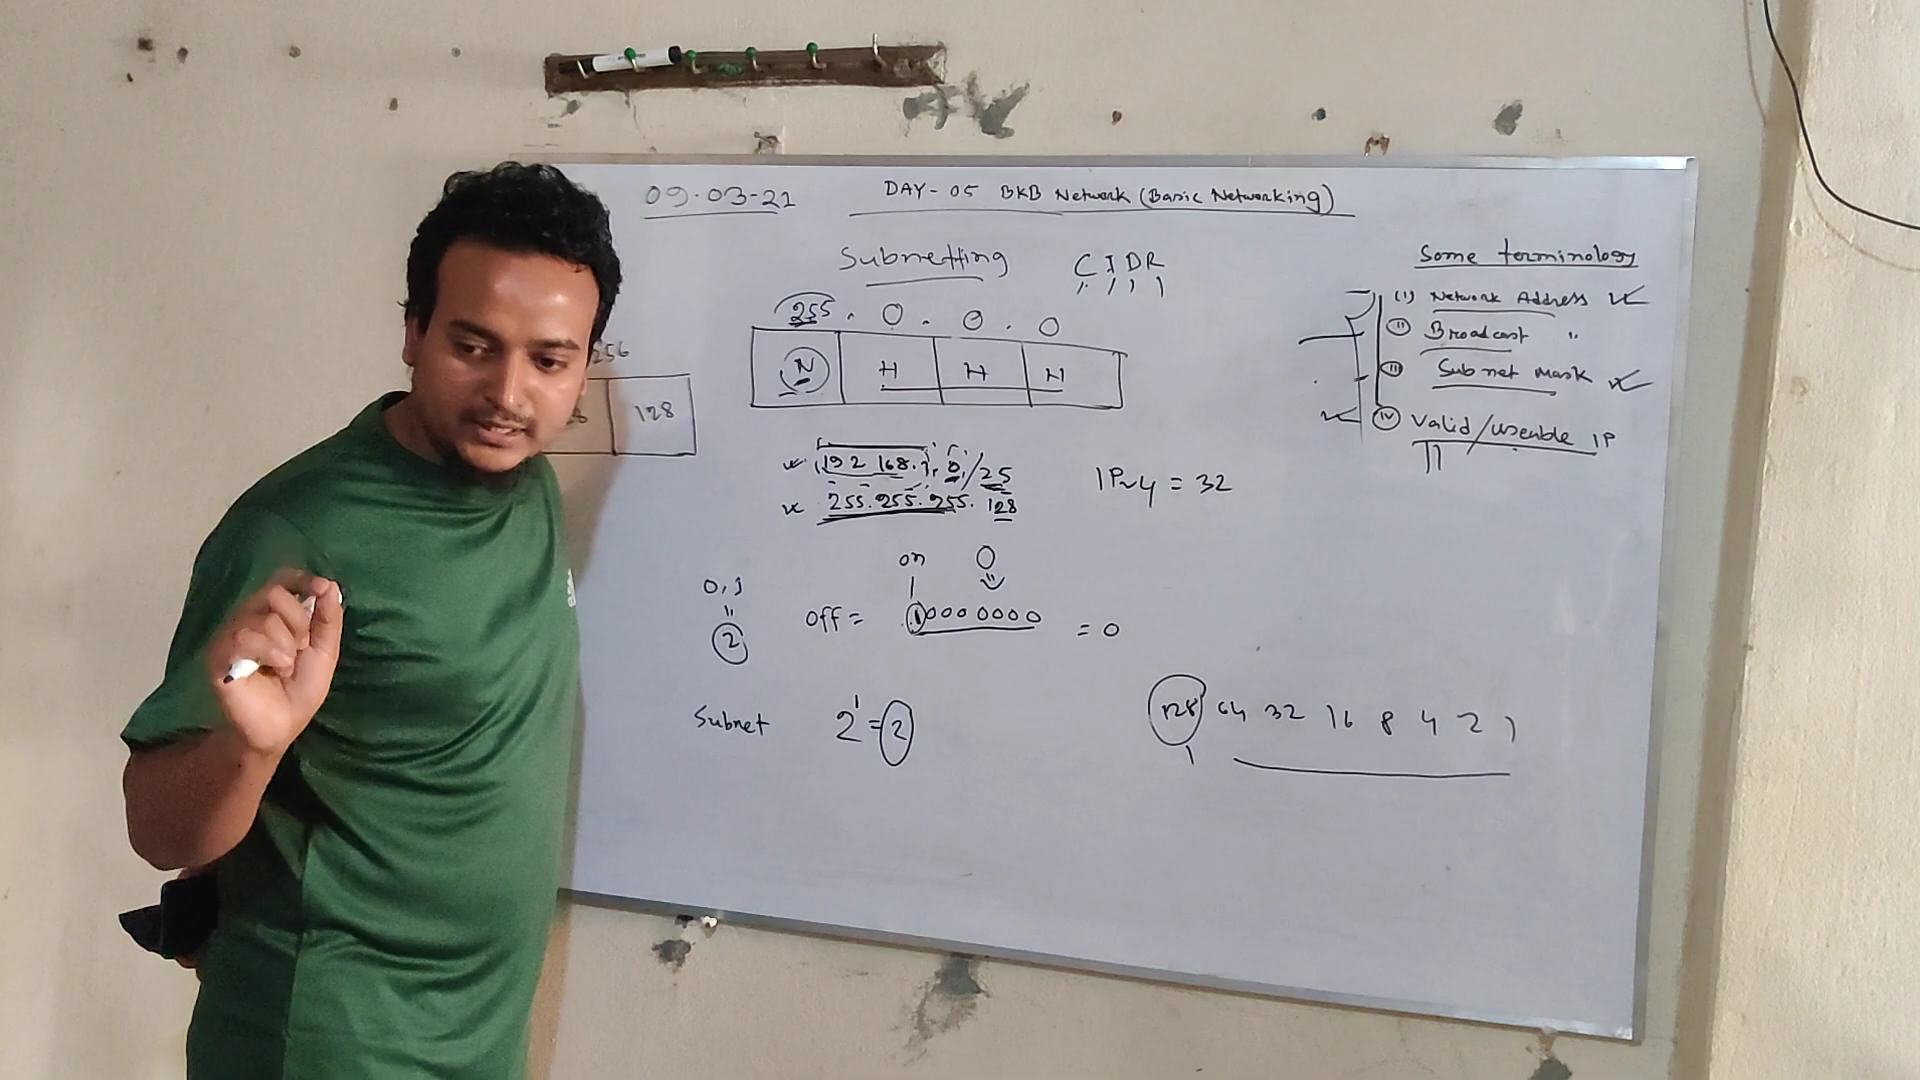 09-03-21
DAY-05 BKB Network (Basic Networking)
Subnetting
CIDR
255.0.0.0
N H H H
256
128
192 168.1.0/25
255.255.255.128
IPv4 = 32
on 0
0,1
2
off = 10000000 = 0
Subnet 2¹ = 2
128 64 32 16 8 4 2 1
1
Some terminology
(i) Network Address
(ii) Broadcast "
(iii) Subnet Mask
(iv) Valid/useable IP